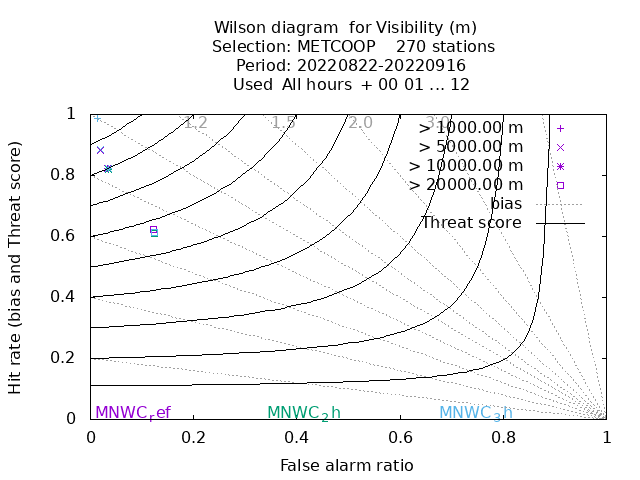 Wilson diagram  for Visibility (m)
Selection: METCOOP    270 stations
Period: 20220822-20220916
Used  All hours  + 00 01 ... 12
Hit rate (bias and Threat score)
1
0.8
0.6
0.4
0.2
0
1.2
1.5
2.0
3.0
> 1000.00 m
> 5000.00 m
> 10000.00 m
> 20000.00 m
bias
Threat score
MNWC_ref MNWC_2h MNWC_3h
0 0.2 0.4 0.6 0.8 1
False alarm ratio